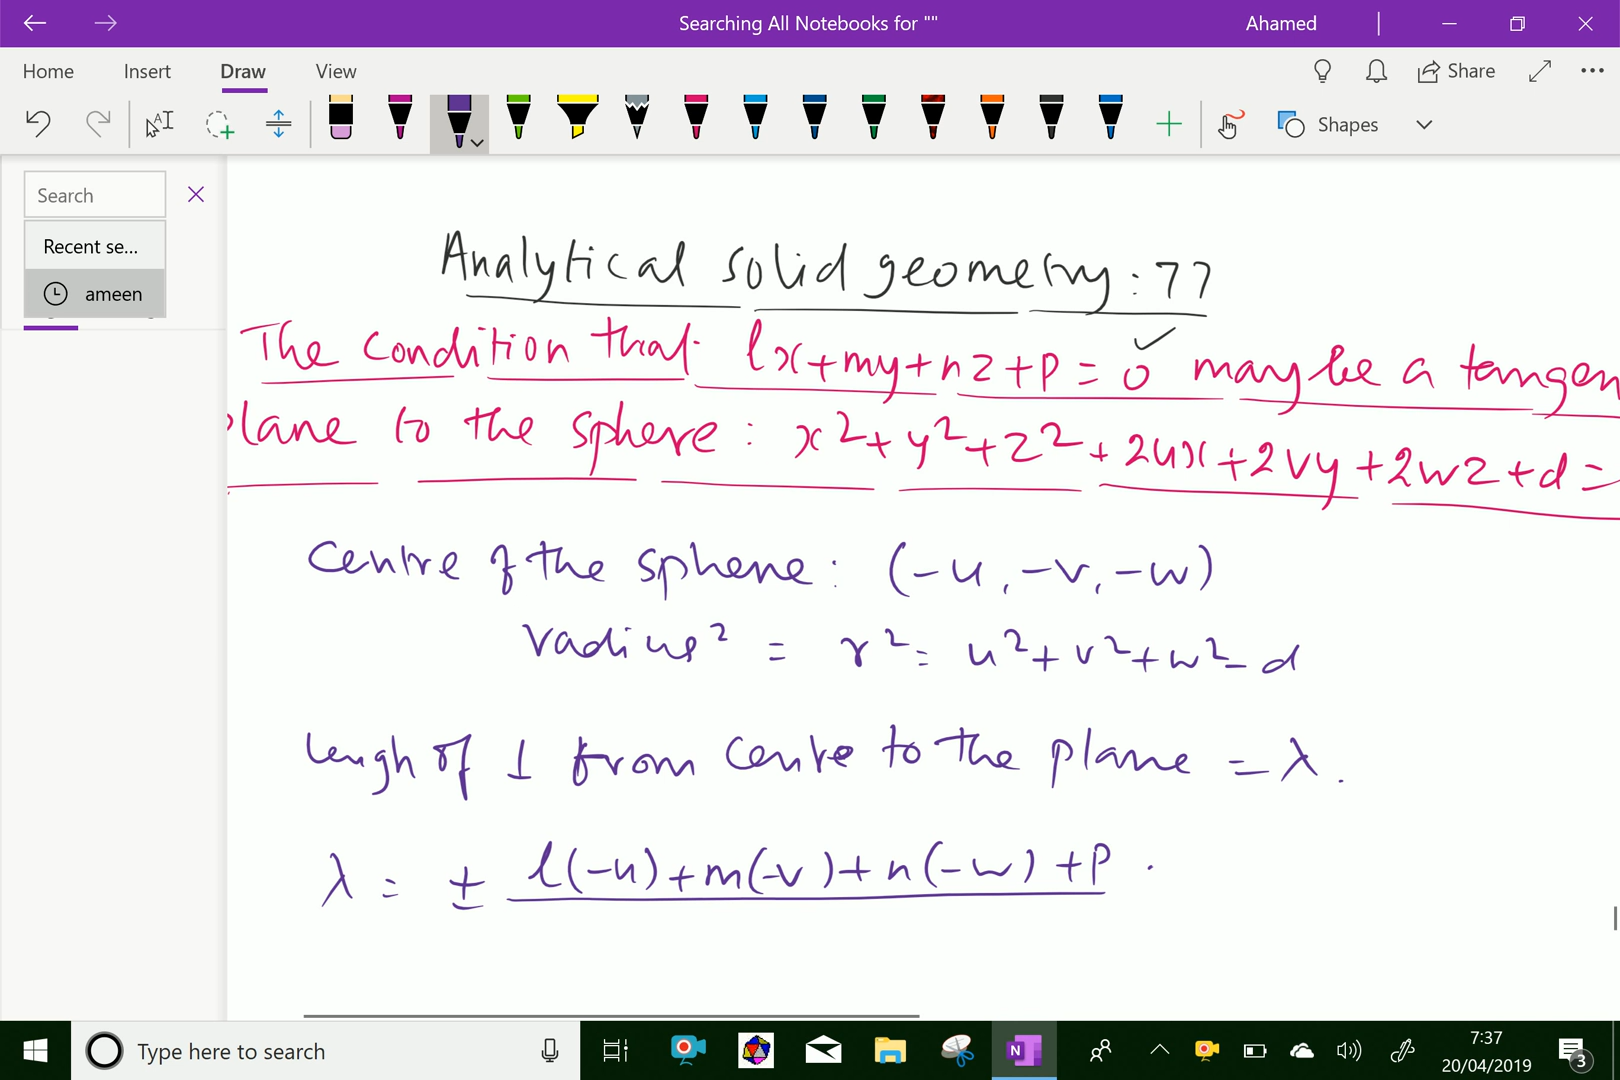 Searching All Notebooks for ""
Ahamed
Home Insert Draw View
Share
Shapes
Search
Recent se...
ameen
Analytical solid geometry: 77
The condition that lx+my+nz+p=0 may be a tangen
plane to the sphere: x²+y²+z²+2ux+2vy+2wz+d=
Centre of the sphere: (-u, -v, -w)
radius² = r² = u²+v²+w²-d
lengh of ⊥ from centre to the plane = λ.
λ = ± l(-u)+m(-v)+n(-w)+p .
Type here to search
7:37
20/04/2019
3